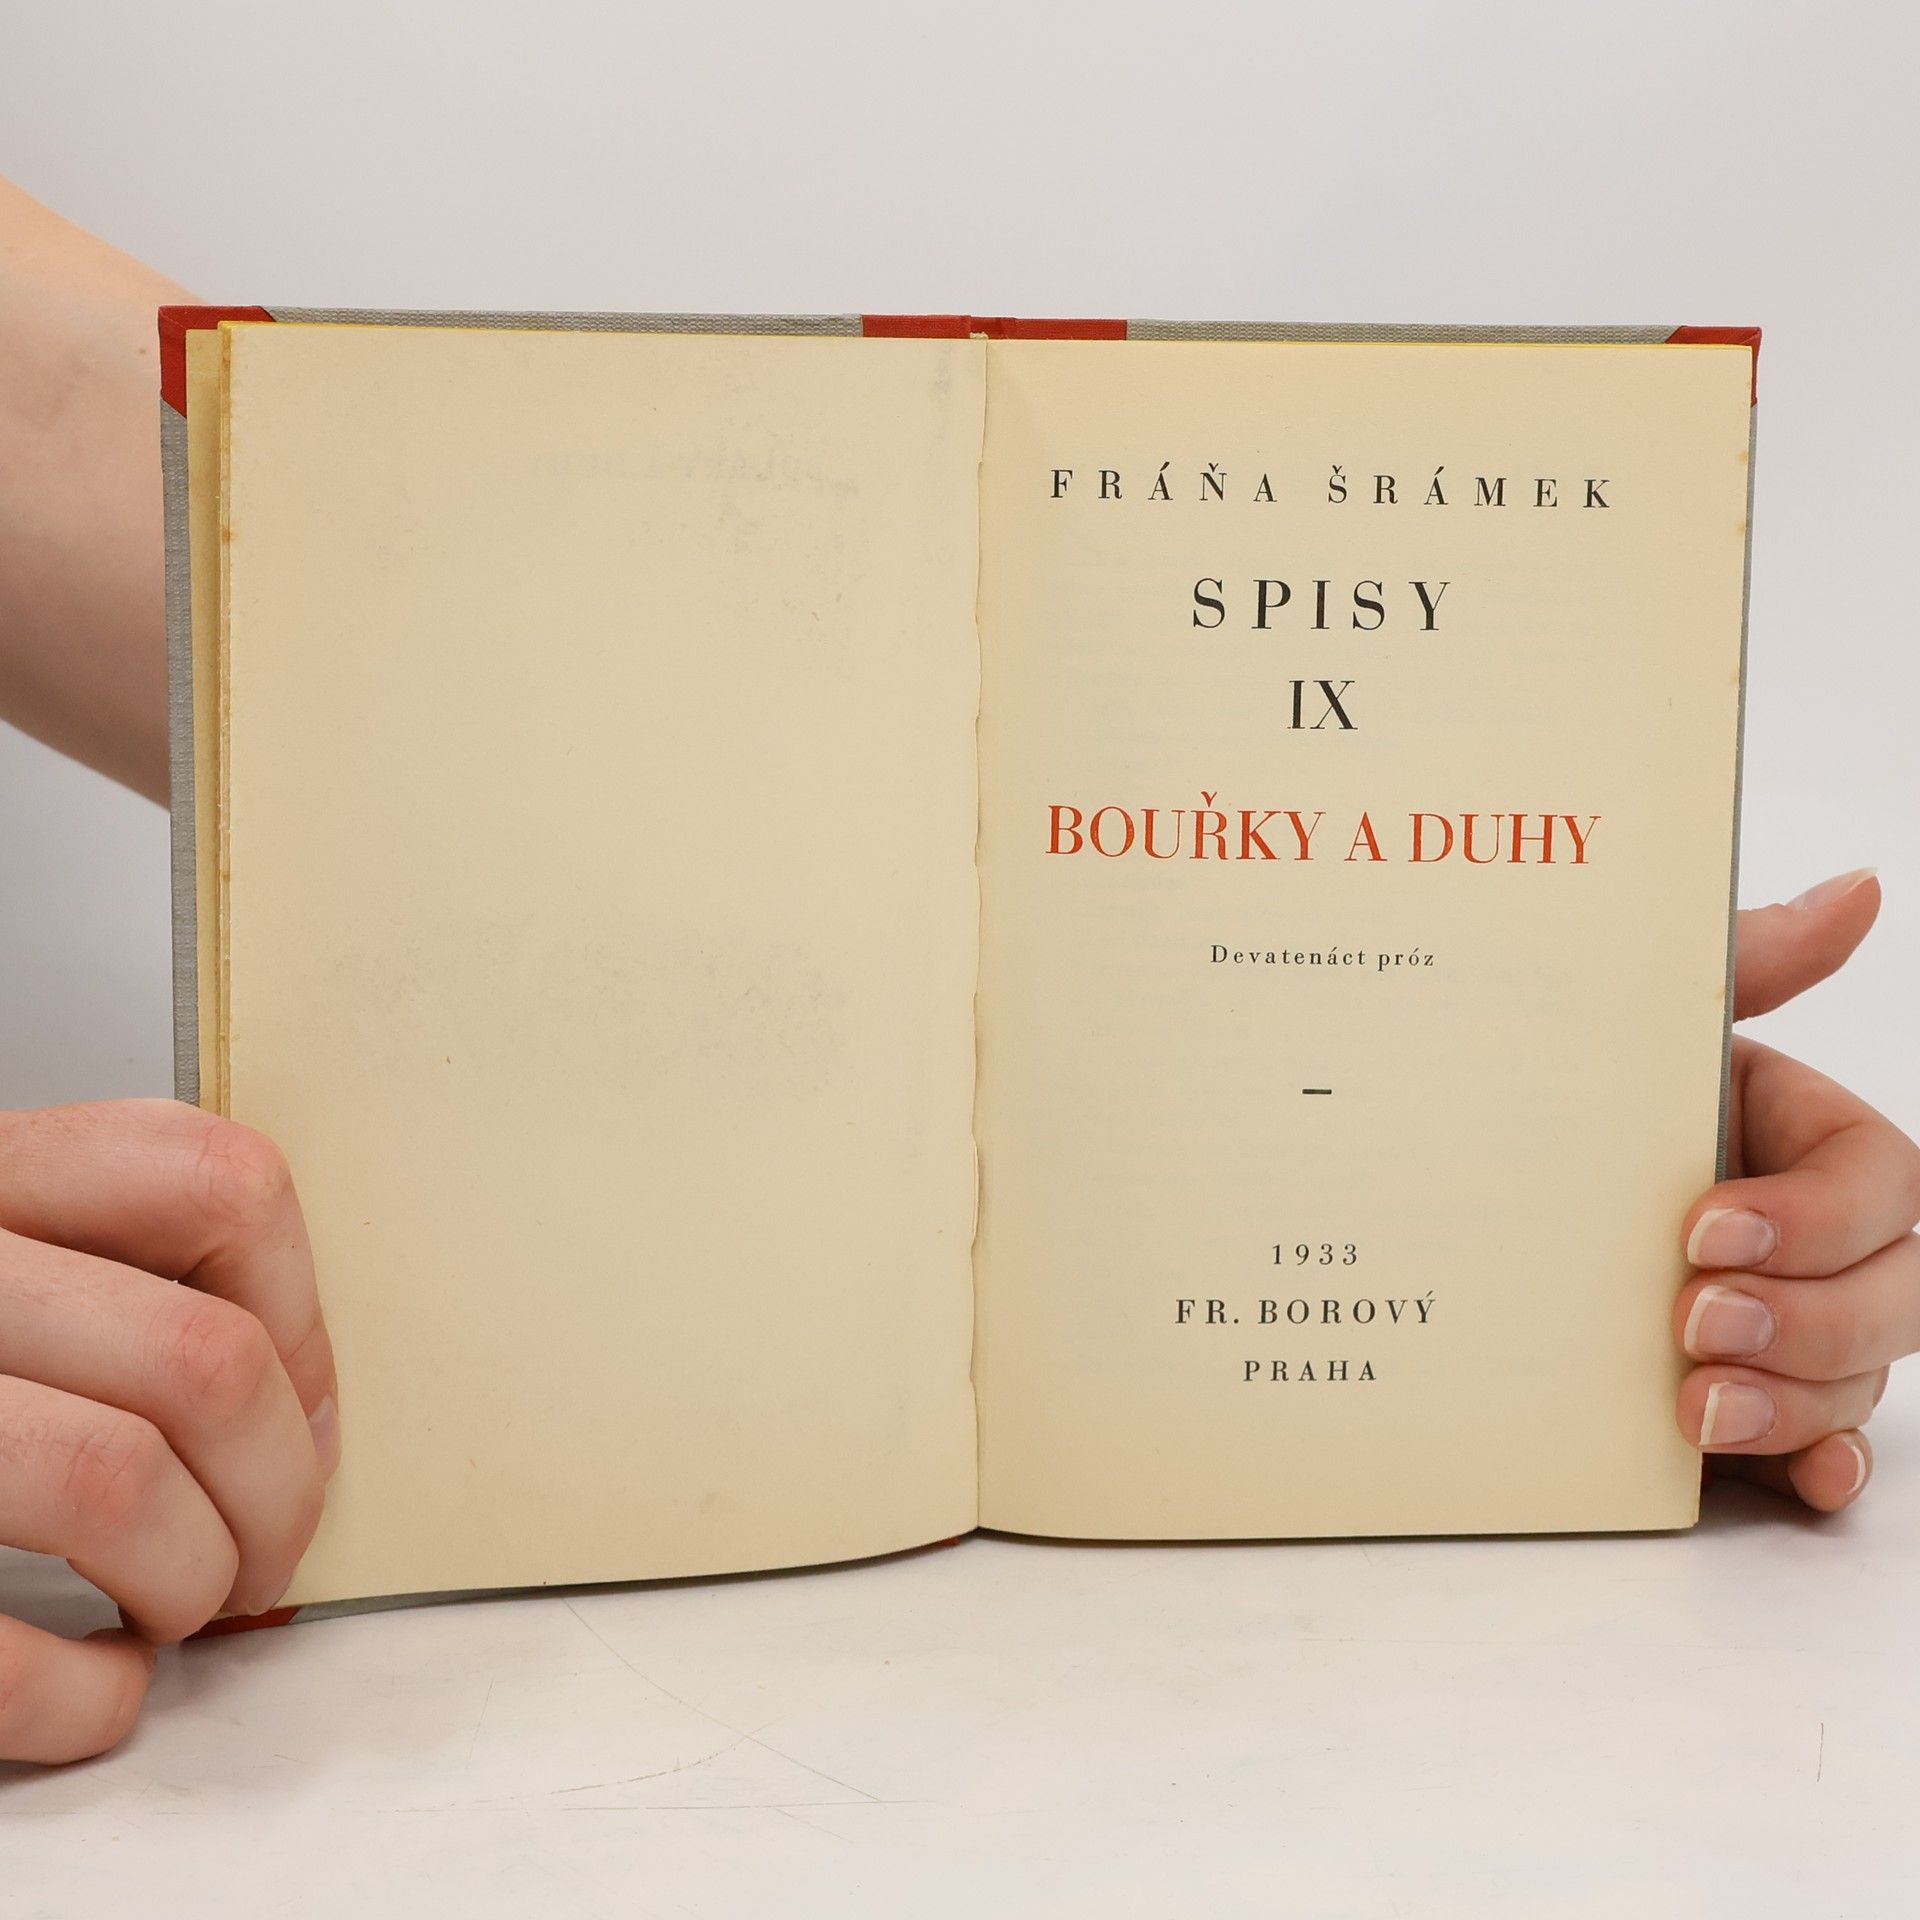 FRÁŇA ŠRÁMEK
SPISY
IX
BOUŘKY A DUHY
Devatenáct próz
1933
FR. BOROVÝ
PRAHA